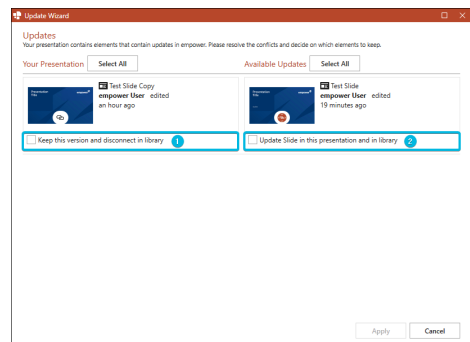 Update Wizard
Updates
Your presentation contains elements that contain updates in empower. Please resolve the conflicts and decide on which elements to keep.
Your Presentation Select All Available Updates Select All
Test Slide Copy
empower User edited
an hour ago
Test Slide
empower User edited
19 minutes ago
Keep this version and disconnect in library 1
Update Slide in this presentation and in library 2
Apply Cancel